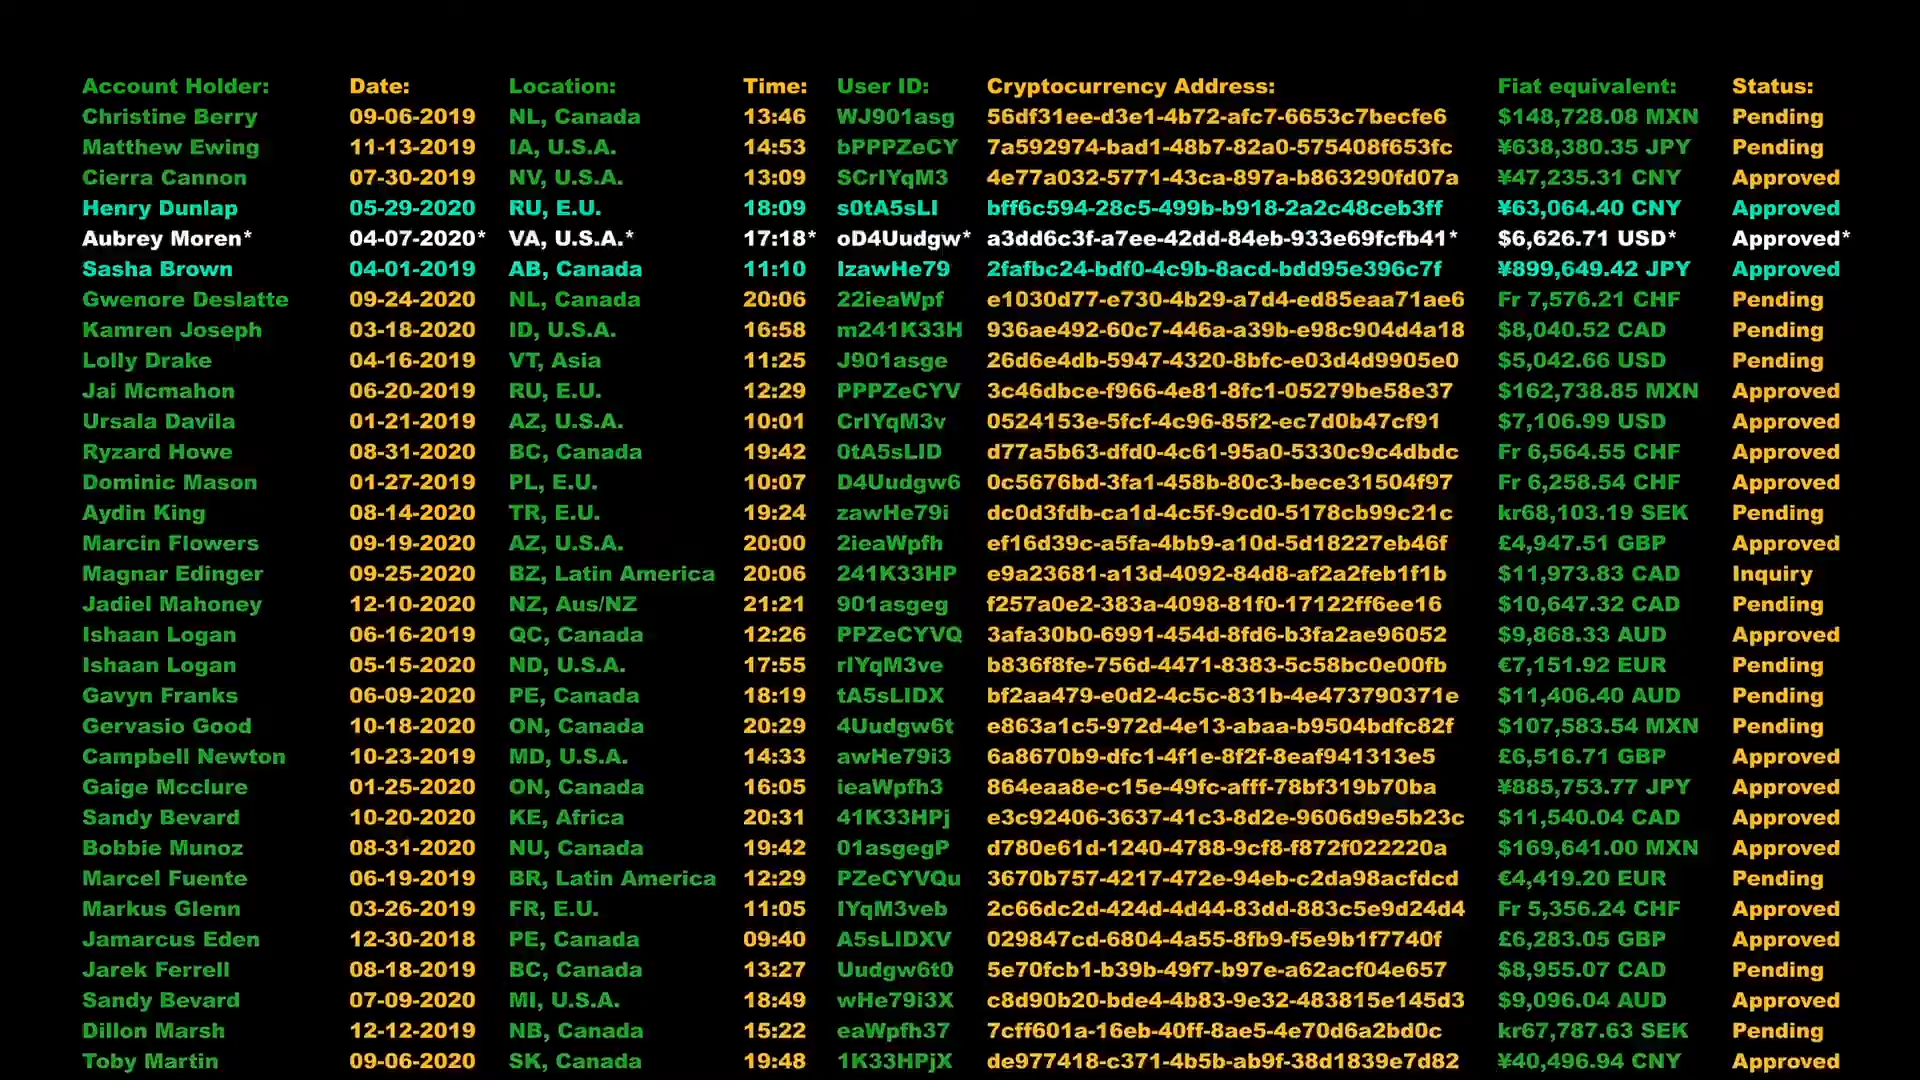 Account Holder: Date: Location: Time: User ID: Cryptocurrency Address: Fiat equivalent: Status:
Christine Berry 09-06-2019 NL, Canada 13:46 WJ901asg 56df31ee-d3e1-4b72-afc7-6653c7becfe6 $148,728.08 MXN Pending
Matthew Ewing 11-13-2019 IA, U.S.A. 14:53 bPPPZeCY 7a592974-bad1-48b7-82a0-575408f653fc ¥638,380.35 JPY Pending
Cierra Cannon 07-30-2019 NV, U.S.A. 13:09 SCrIYqM3 4e77a032-5771-43ca-897a-b863290fd07a ¥47,235.31 CNY Approved
Henry Dunlap 05-29-2020 RU, E.U. 18:09 s0tA5sLI bff6c594-28c5-499b-b918-2a2c48ceb3ff ¥63,064.40 CNY Approved
Aubrey Moren* 04-07-2020* VA, U.S.A.* 17:18* oD4Uudgw* a3dd6c3f-a7ee-42dd-84eb-933e69fcfb41* $6,626.71 USD* Approved*
Sasha Brown 04-01-2019 AB, Canada 11:10 IzawHe79 2fafbc24-bdf0-4c9b-8acd-bdd95e396c7f ¥899,649.42 JPY Approved
Gwenore Deslatte 09-24-2020 NL, Canada 20:06 22ieaWpf e1030d77-e730-4b29-a7d4-ed85eaa71ae6 Fr 7,576.21 CHF Pending
Kamren Joseph 03-18-2020 ID, U.S.A. 16:58 m241K33H 936ae492-60c7-446a-a39b-e98c904d4a18 $8,040.52 CAD Pending
Lolly Drake 04-16-2019 VT, Asia 11:25 J901asge 26d6e4db-5947-4320-8bfc-e03d4d9905e0 $5,042.66 USD Pending
Jai Mcmahon 06-20-2019 RU, E.U. 12:29 PPPZeCYV 3c46dbce-f966-4e81-8fc1-05279be58e37 $162,738.85 MXN Approved
Ursala Davila 01-21-2019 AZ, U.S.A. 10:01 CrIYqM3v 0524153e-5fcf-4c96-85f2-ec7d0b47cf91 $7,106.99 USD Approved
Ryzard Howe 08-31-2020 BC, Canada 19:42 0tA5sLID d77a5b63-dfd0-4c61-95a0-5330c9c4dbdc Fr 6,564.55 CHF Approved
Dominic Mason 01-27-2019 PL, E.U. 10:07 D4Uudgw6 0c5676bd-3fa1-458b-80c3-bece31504f97 Fr 6,258.54 CHF Approved
Aydin King 08-14-2020 TR, E.U. 19:24 zawHe79i dc0d3fdb-ca1d-4c5f-9cd0-5178cb99c21c kr68,103.19 SEK Pending
Marcin Flowers 09-19-2020 AZ, U.S.A. 20:00 2ieaWpfh ef16d39c-a5fa-4bb9-a10d-5d18227eb46f £4,947.51 GBP Approved
Magnar Edinger 09-25-2020 BZ, Latin America 20:06 241K33HP e9a23681-a13d-4092-84d8-af2a2feb1f1b $11,973.83 CAD Inquiry
Jadiel Mahoney 12-10-2020 NZ, Aus/NZ 21:21 901asgeg f257a0e2-383a-4098-81f0-17122ff6ee16 $10,647.32 CAD Pending
Ishaan Logan 06-16-2019 QC, Canada 12:26 PPZeCYVQ 3afa30b0-6991-454d-8fd6-b3fa2ae96052 $9,868.33 AUD Approved
Ishaan Logan 05-15-2020 ND, U.S.A. 17:55 rIYqM3ve b836f8fe-756d-4471-8383-5c58bc0e00fb €7,151.92 EUR Pending
Gavyn Franks 06-09-2020 PE, Canada 18:19 tA5sLIDX bf2aa479-e0d2-4c5c-831b-4e473790371e $11,406.40 AUD Pending
Gervasio Good 10-18-2020 ON, Canada 20:29 4Uudgw6t e863a1c5-972d-4e13-abaa-b9504bdfc82f $107,583.54 MXN Pending
Campbell Newton 10-23-2019 MD, U.S.A. 14:33 awHe79i3 6a8670b9-dfc1-4f1e-8f2f-8eaf941313e5 £6,516.71 GBP Approved
Gaige Mcclure 01-25-2020 ON, Canada 16:05 ieaWpfh3 864eaa8e-c15e-49fc-afff-78bf319b70ba ¥885,753.77 JPY Approved
Sandy Bevard 10-20-2020 KE, Africa 20:31 41K33HPj e3c92406-3637-41c3-8d2e-9606d9e5b23c $11,540.04 CAD Approved
Bobbie Munoz 08-31-2020 NU, Canada 19:42 01asgegP d780e61d-1240-4788-9cf8-f872f022220a $169,641.00 MXN Approved
Marcel Fuente 06-19-2019 BR, Latin America 12:29 PZeCYVQu 3670b757-4217-472e-94eb-c2da98acfdcd €4,419.20 EUR Pending
Markus Glenn 03-26-2019 FR, E.U. 11:05 IYqM3veb 2c66dc2d-424d-4d44-83dd-883c5e9d24d4 Fr 5,356.24 CHF Approved
Jamarcus Eden 12-30-2018 PE, Canada 09:40 A5sLIDXV 029847cd-6804-4a55-8fb9-f5e9b1f7740f £6,283.05 GBP Approved
Jarek Ferrell 08-18-2019 BC, Canada 13:27 Uudgw6t0 5e70fcb1-b39b-49f7-b97e-a62acf04e657 $8,955.07 CAD Pending
Sandy Bevard 07-09-2020 MI, U.S.A. 18:49 wHe79i3X c8d90b20-bde4-4b83-9e32-483815e145d3 $9,096.04 AUD Approved
Dillon Marsh 12-12-2019 NB, Canada 15:22 eaWpfh37 7cff601a-16eb-40ff-8ae5-4e70d6a2bd0c kr67,787.63 SEK Pending
Toby Martin 09-06-2020 SK, Canada 19:48 1K33HPjX de977418-c371-4b5b-ab9f-38d1839e7d82 ¥40,496.94 CNY Approved